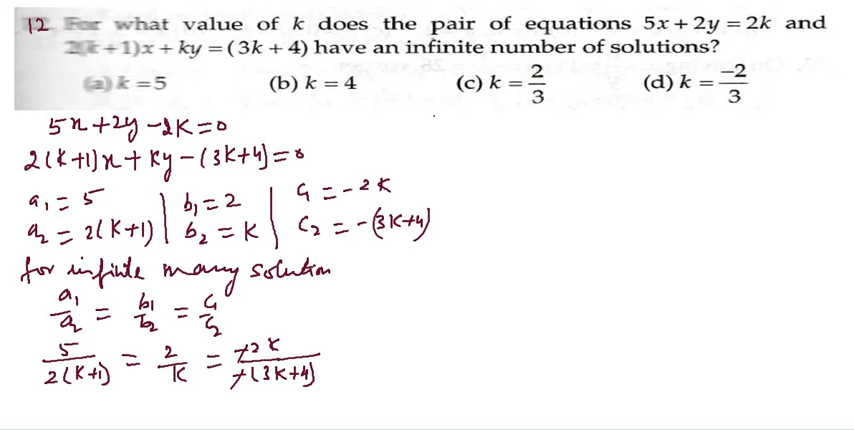 12 For what value of k does the pair of equations 5x + 2y = 2k and
2(k + 1)x + ky = (3k + 4) have an infinite number of solutions?
(a) k = 5 (b) k = 4 (c) k = 2/3 (d) k = -2/3
5x + 2y - 2k = 0
2(k+1)x + ky - (3k+4) = 0
a₁ = 5 | b₁ = 2 | c₁ = -2k
a₂ = 2(k+1) | b₂ = k | c₂ = -(3k+4)
for infinte many solution
a₁/a₂ = b₁/b₂ = c₁/c₂
5/2(k+1) = 2/k = -2k/-(3k+4)